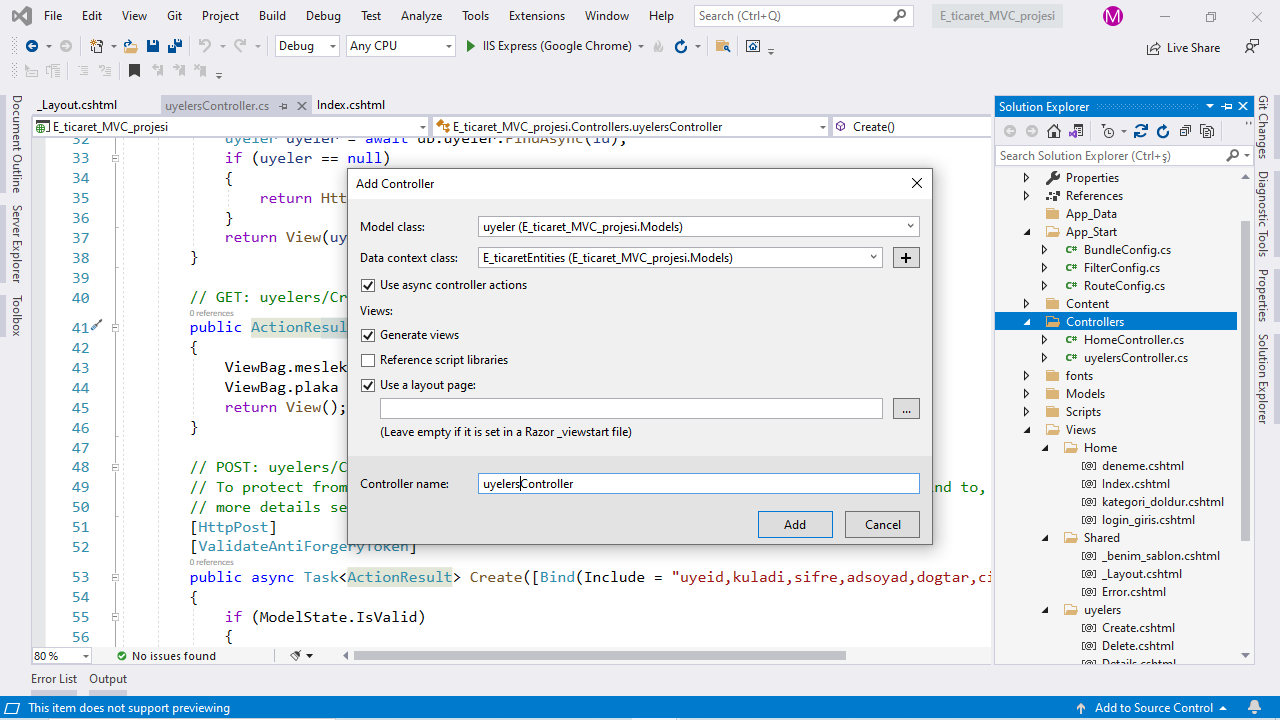 File Edit View Git Project Build Debug Test Analyze Tools Extensions Window Help Search (Ctrl+Q) E_ticaret_MVC_projesi M
Debug Any CPU IIS Express (Google Chrome) Live Share
_Layout.cshtml uyelersController.cs Index.cshtml
E_ticaret_MVC_projesi E_ticaret_MVC_projesi.Controllers.uyelersController Create()
Document Outline
Server Explorer
Toolbox
32 uyeler uyeler = await db.uyeler.FindAsync(id);
33 if (uyeler == null)
34 {
35 return Htt
36 }
37 return View(uy
38 }
39
40 // GET: uyelers/Cr
0 references
41 public ActionResul
42 {
43 ViewBag.meslek
44 ViewBag.plaka
45 return View();
46 }
47
48 // POST: uyelers/C
49 // To protect from nd to,
50 // more details se
51 [HttpPost]
52 [ValidateAntiForgeryToken]
0 references
53 public async Task<ActionResult> Create([Bind(Include = "uyeid,kuladi,sifre,adsoyad,dogtar,ci
54 {
55 if (ModelState.IsValid)
56 {
80 % No issues found
Add Controller
Model class: uyeler (E_ticaret_MVC_projesi.Models)
Data context class: E_ticaretEntities (E_ticaret_MVC_projesi.Models) +
Use async controller actions
Views:
Generate views
Reference script libraries
Use a layout page:
...
(Leave empty if it is set in a Razor _viewstart file)
Controller name: uyelersController
Add Cancel
Solution Explorer
Search Solution Explorer (Ctrl+ş)
Properties
References
App_Data
App_Start
C# BundleConfig.cs
C# FilterConfig.cs
C# RouteConfig.cs
Content
Controllers
C# HomeController.cs
C# uyelersController.cs
fonts
Models
Scripts
Views
Home
[@] deneme.cshtml
[@] Index.cshtml
[@] kategori_doldur.cshtml
[@] login_giris.cshtml
Shared
[@] _benim_sablon.cshtml
[@] _Layout.cshtml
[@] Error.cshtml
uyelers
[@] Create.cshtml
[@] Delete.cshtml
[@] Details.cshtml
Git Changes
Diagnostic Tools
Properties
Solution Explorer
Error List Output
This item does not support previewing Add to Source Control